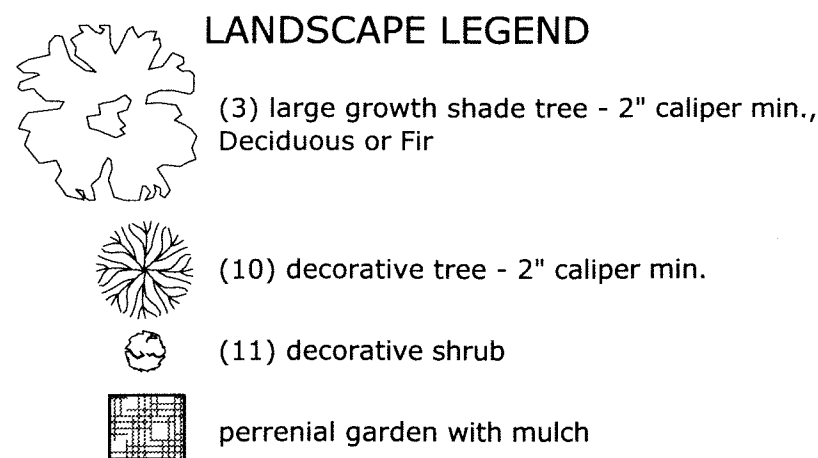 LANDSCAPE LEGEND
(3) large growth shade tree - 2" caliper min.,
Deciduous or Fir
(10) decorative tree - 2" caliper min.
(11) decorative shrub
perrenial garden with mulch